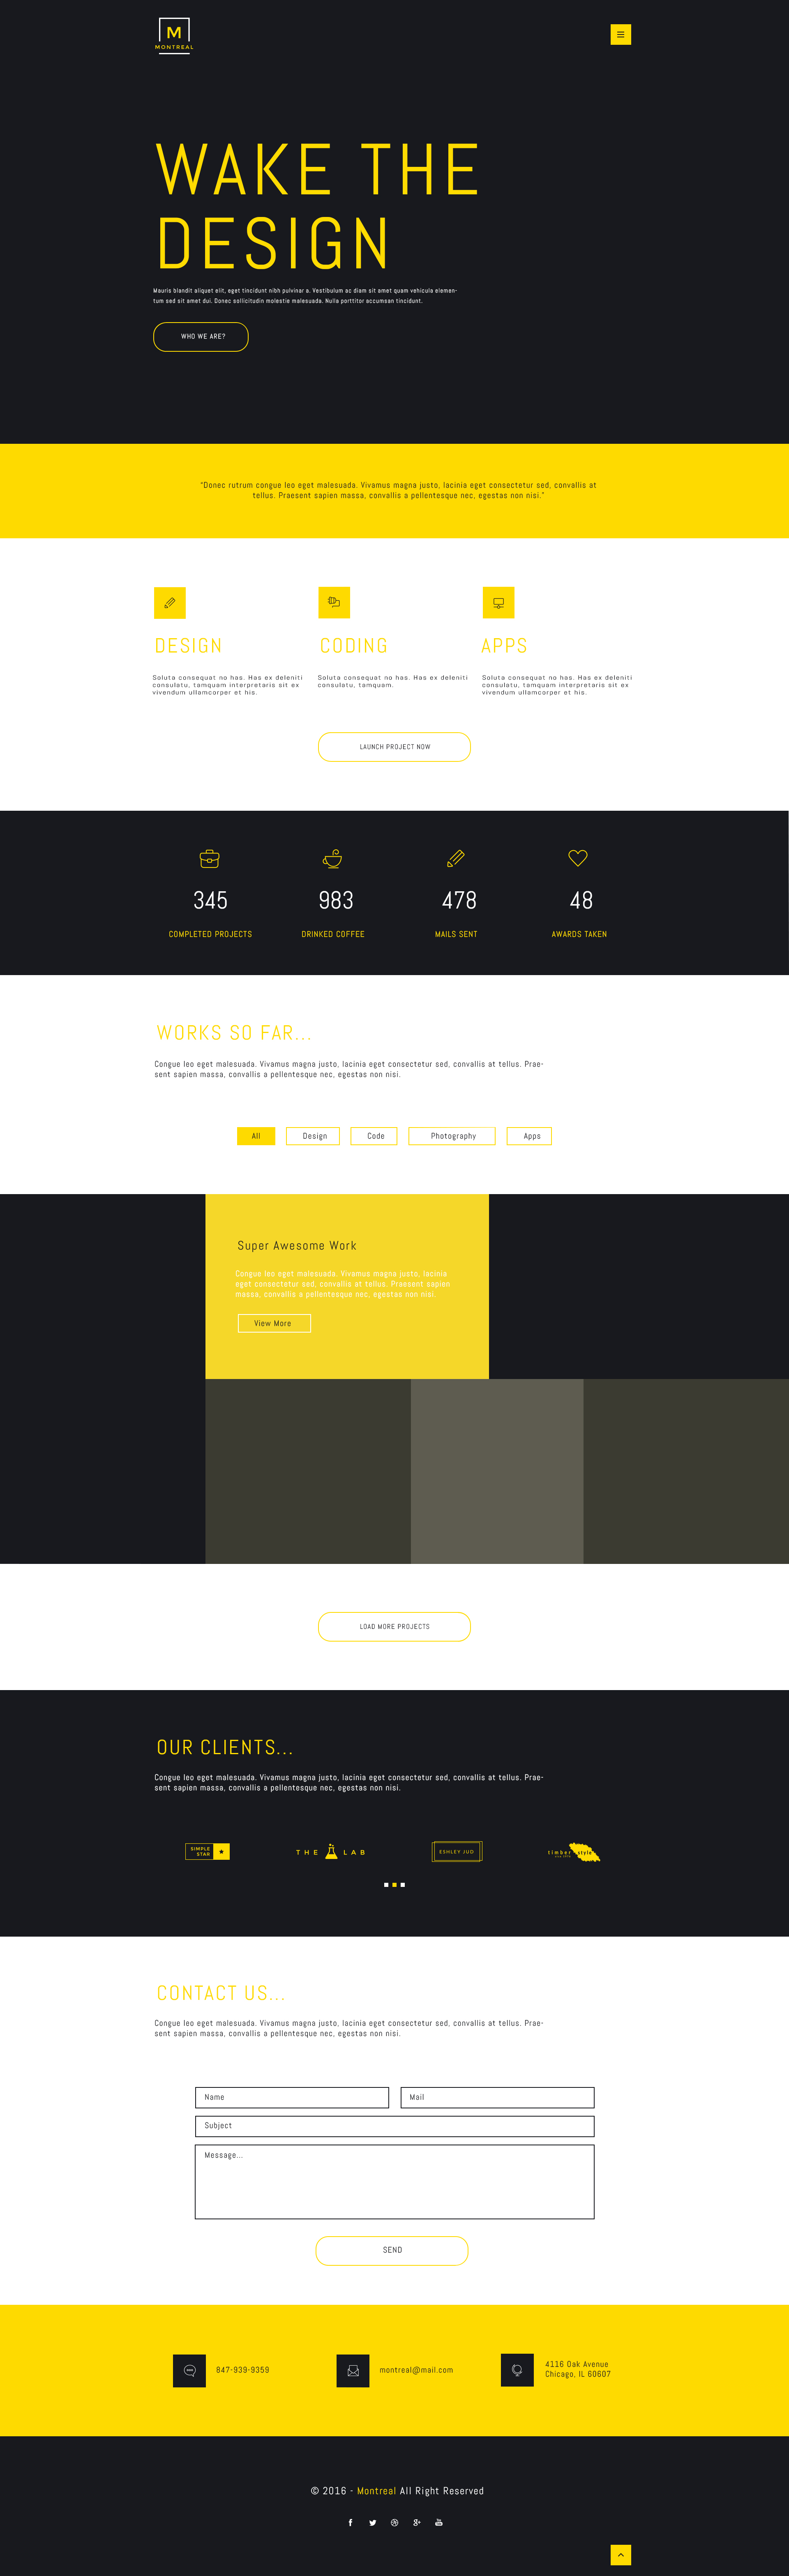 M
MONTREAL
WAKE THE
DESIGN
Mauris blandit aliquet elit, eget tincidunt nibh pulvinar a. Vestibulum ac diam sit amet quam vehicula elemen-
tum sed sit amet dui. Donec sollicitudin molestie malesuada. Nulla porttitor accumsan tincidunt.
WHO WE ARE?
"Donec rutrum congue leo eget malesuada. Vivamus magna justo, lacinia eget consectetur sed, convallis at
tellus. Praesent sapien massa, convallis a pellentesque nec, egestas non nisi."
DESIGN
Soluta consequat no has. Has ex deleniti
consulatu, tamquam interpretaris sit ex
vivendum ullamcorper et his.
CODING
Soluta consequat no has. Has ex deleniti
consulatu, tamquam.
APPS
Soluta consequat no has. Has ex deleniti
consulatu, tamquam interpretaris sit ex
vivendum ullamcorper et his.
LAUNCH PROJECT NOW
345
COMPLETED PROJECTS
983
DRINKED COFFEE
478
MAILS SENT
48
AWARDS TAKEN
WORKS SO FAR...
Congue leo eget malesuada. Vivamus magna justo, lacinia eget consectetur sed, convallis at tellus. Prae-
sent sapien massa, convallis a pellentesque nec, egestas non nisi.
All
Design
Code
Photography
Apps
Super Awesome Work
Congue leo eget malesuada. Vivamus magna justo, lacinia
eget consectetur sed, convallis at tellus. Praesent sapien
massa, convallis a pellentesque nec, egestas non nisi.
View More
LOAD MORE PROJECTS
OUR CLIENTS...
Congue leo eget malesuada. Vivamus magna justo, lacinia eget consectetur sed, convallis at tellus. Prae-
sent sapien massa, convallis a pellentesque nec, egestas non nisi.
SIMPLE
STAR
THE LAB
ESHLEY JUD
timber style
CONTACT US...
Congue leo eget malesuada. Vivamus magna justo, lacinia eget consectetur sed, convallis at tellus. Prae-
sent sapien massa, convallis a pellentesque nec, egestas non nisi.
Name
Mail
Subject
Message...
SEND
847-939-9359
montreal@mail.com
4116 Oak Avenue
Chicago, IL 60607
© 2016 - Montreal All Right Reserved